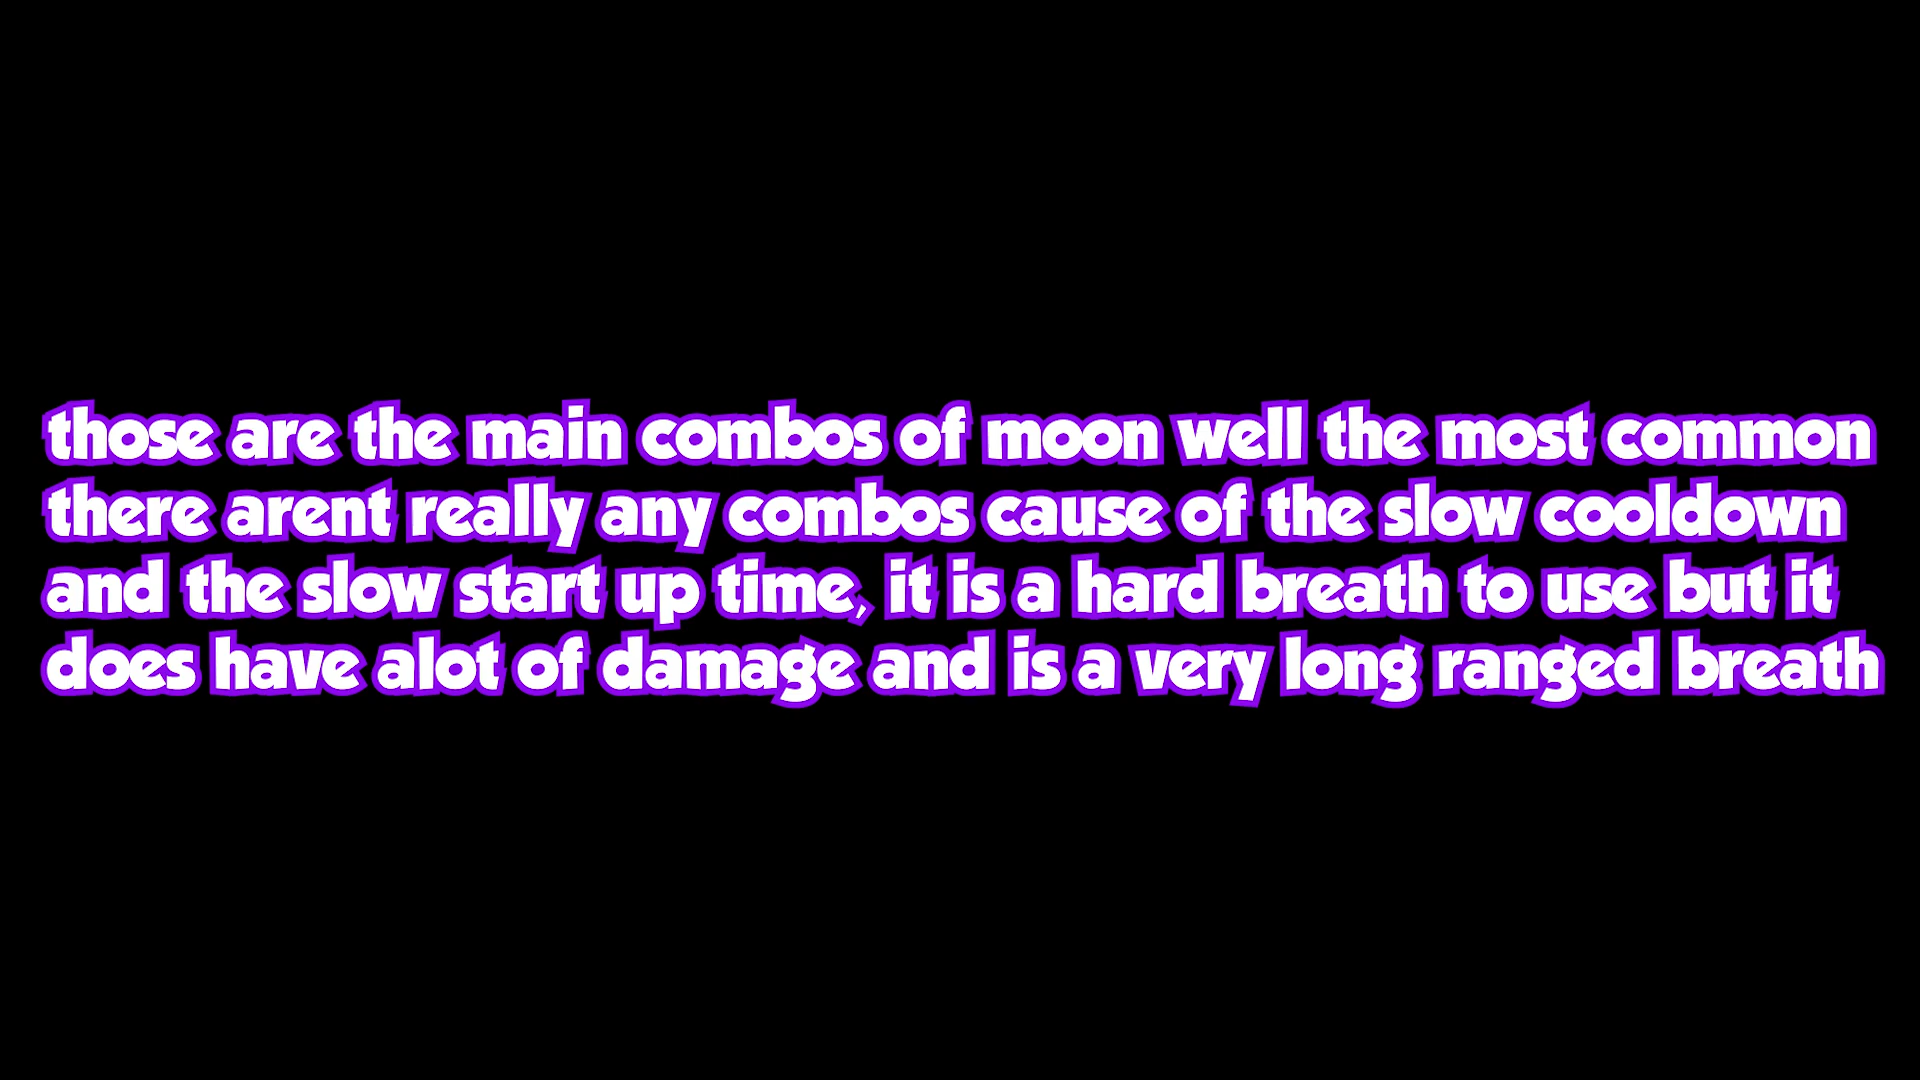 those are the main combos of moon well the most common
there arent really any combos cause of the slow cooldown
and the slow start up time, it is a hard breath to use but it
does have alot of damage and is a very long ranged breath